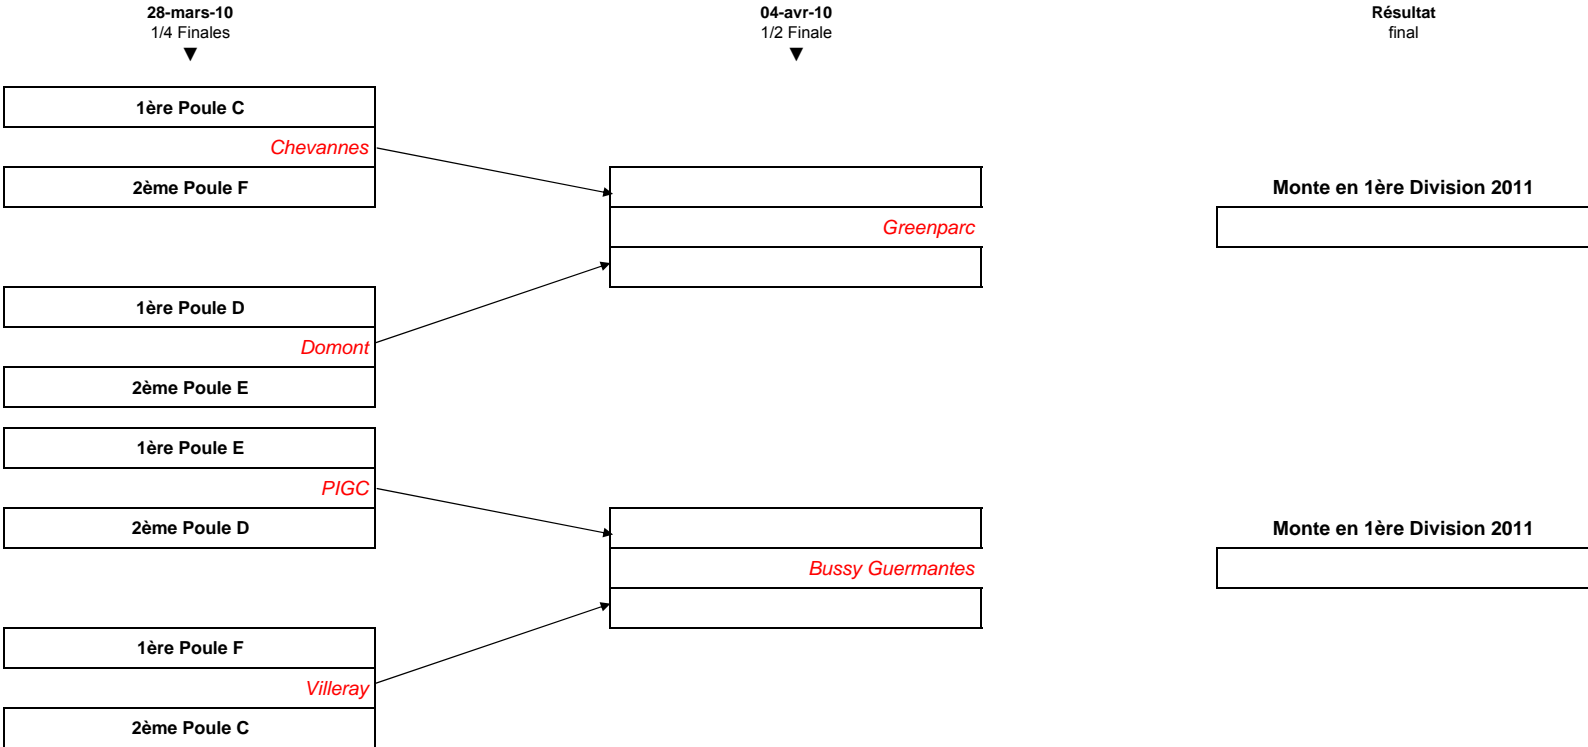 28-mars-10
1/4 Finales
▼
04-avr-10
1/2 Finale
▼
Résultat
final
1ère Poule C
Chevannes
2ème Poule F
Greenparc
Monte en 1ère Division 2011
1ère Poule D
Domont
2ème Poule E
1ère Poule E
PIGC
2ème Poule D
Bussy Guermantes
Monte en 1ère Division 2011
1ère Poule F
Villeray
2ème Poule C